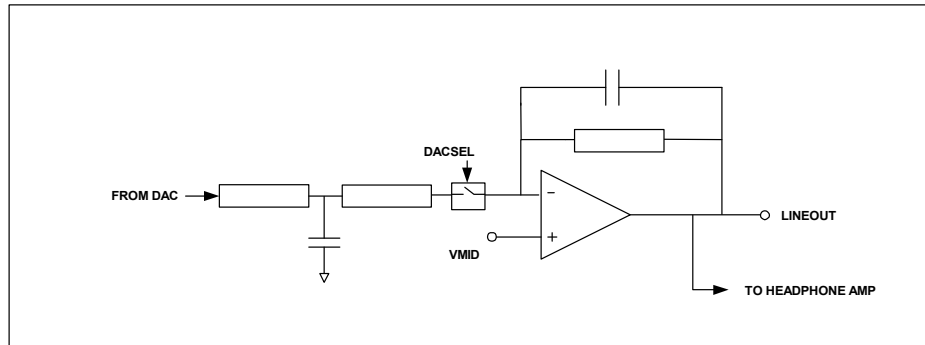 DACSEL
FROM DAC
−
+
VMID
LINEOUT
TO HEADPHONE AMP